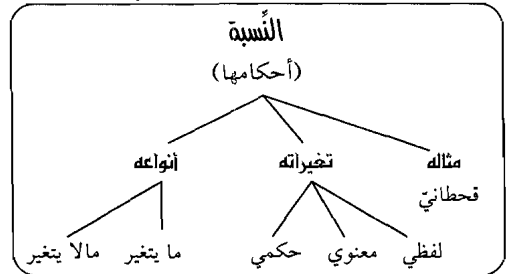 النِّسبة
(أحكامها)
مثاله تغيراته أنواعه
قحطانيّ
لفظي معنوي حكمي ما يتغير مالا يتغير